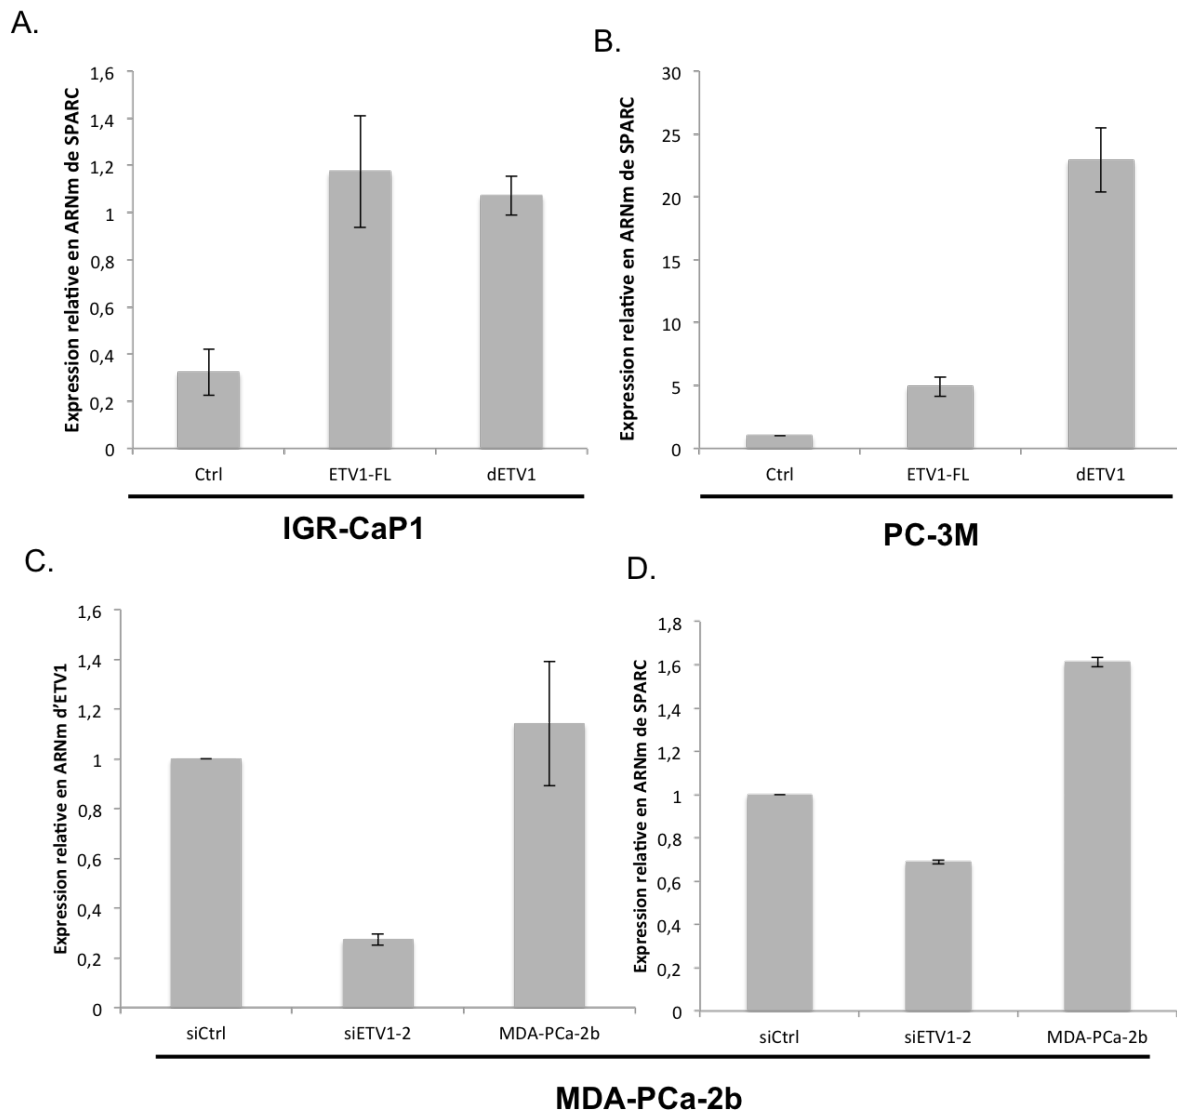 A.
Expression relative en ARNm de SPARC
1,6
1,4
1,2
1
0,8
0,6
0,4
0,2
0
Ctrl
ETV1-FL
dETV1
IGR-CaP1
B.
Expression relative en ARNm de SPARC
30
25
20
15
10
5
0
Ctrl
ETV1-FL
dETV1
PC-3M
C.
Expression relative en ARNm d'ETV1
1,6
1,4
1,2
1
0,8
0,6
0,4
0,2
0
siCtrl
siETV1-2
MDA-PCa-2b
D.
Expression relative en ARNm de SPARC
1,8
1,6
1,4
1,2
1
0,8
0,6
0,4
0,2
0
siCtrl
siETV1-2
MDA-PCa-2b
MDA-PCa-2b